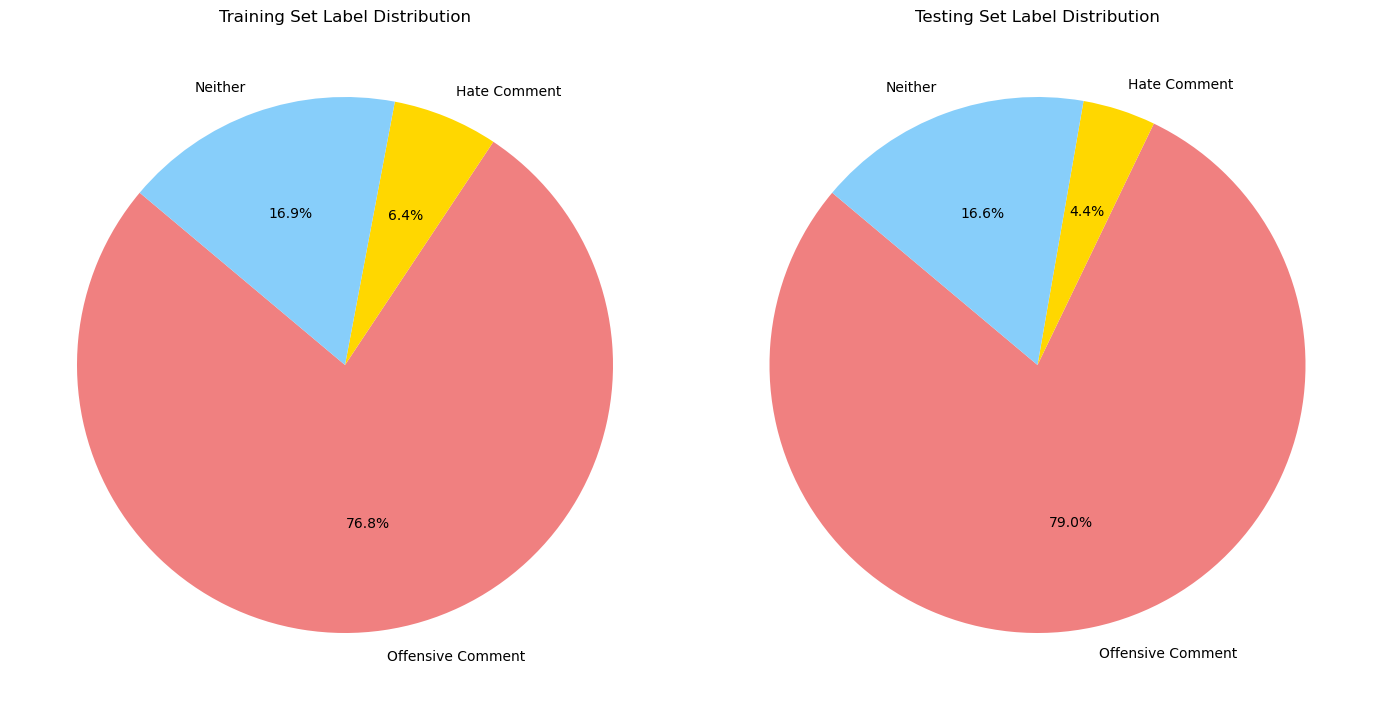 Training Set Label Distribution
Neither
Hate Comment
16.9%
6.4%
76.8%
Offensive Comment
Testing Set Label Distribution
Neither
Hate Comment
16.6%
4.4%
79.0%
Offensive Comment